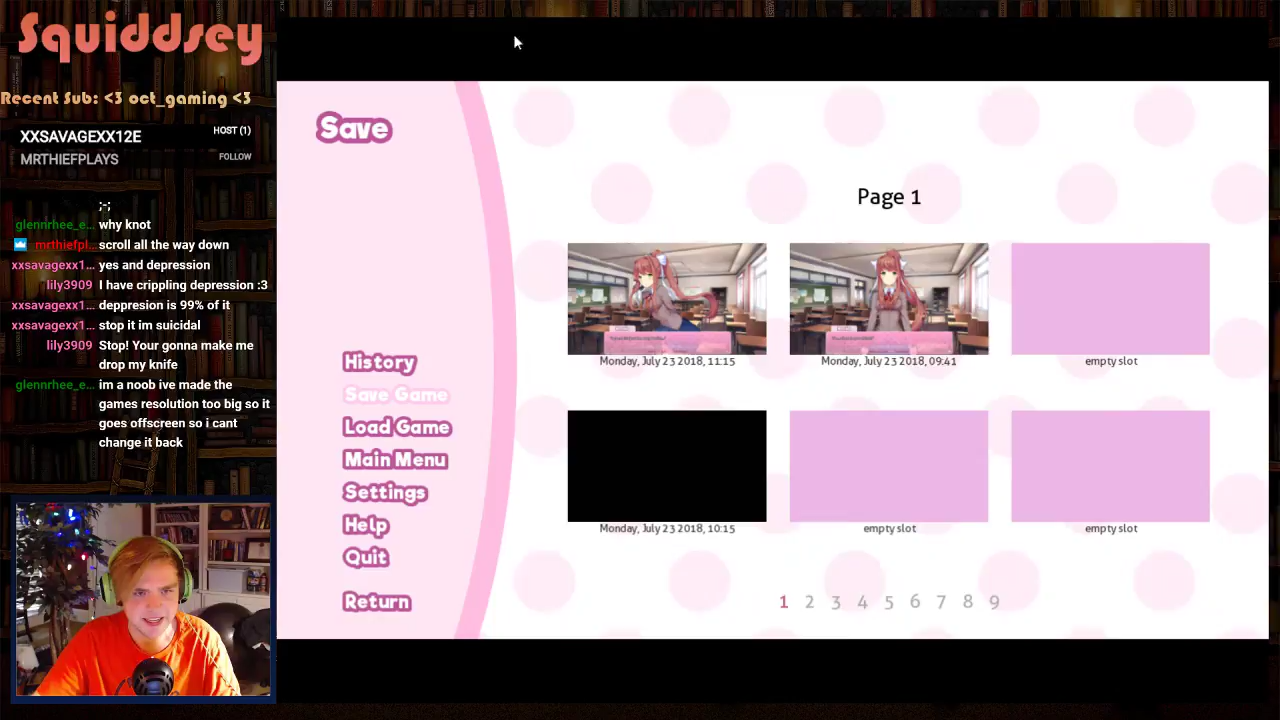 Squiddsey
Recent Sub: <3 oct_gaming <3
XXSAVAGEXX12E HOST (1)
MRTHIEFPLAYS FOLLOW
;-;
glennrhee_e... why knot
mrthiefpl... scroll all the way down
xxsavagexx1... yes and depression
lily3909 I have crippling depression :3
xxsavagexx1... deppresion is 99% of it
xxsavagexx1... stop it im suicidal
lily3909 Stop! Your gonna make me
drop my knife
glennrhee_e... im a noob ive made the
games resolution too big so it
goes offscreen so i cant
change it back
Save
History
Save Game
Load Game
Main Menu
Settings
Help
Quit
Return
Page 1
Monday, July 23 2018, 11:15
Monday, July 23 2018, 09:41
empty slot
Monday, July 23 2018, 10:15
empty slot
empty slot
1 2 3 4 5 6 7 8 9